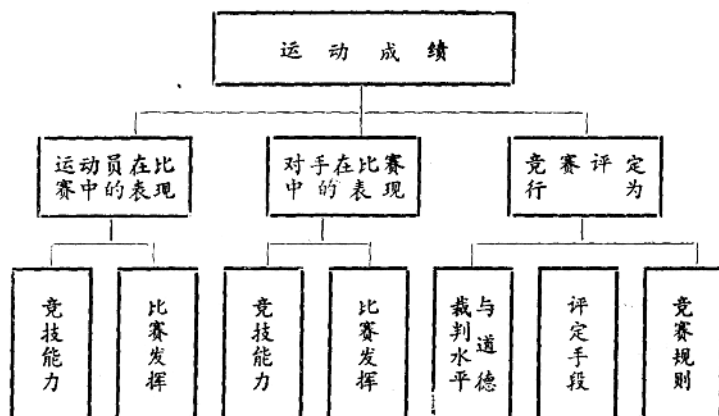 运动成绩
运动员在比
赛中的表现
对手在比赛
中的表现
竞赛评定
行为
竞技能力
比赛发挥
竞技能力
比赛发挥
裁判水平
与道德
评定手段
竞赛规则